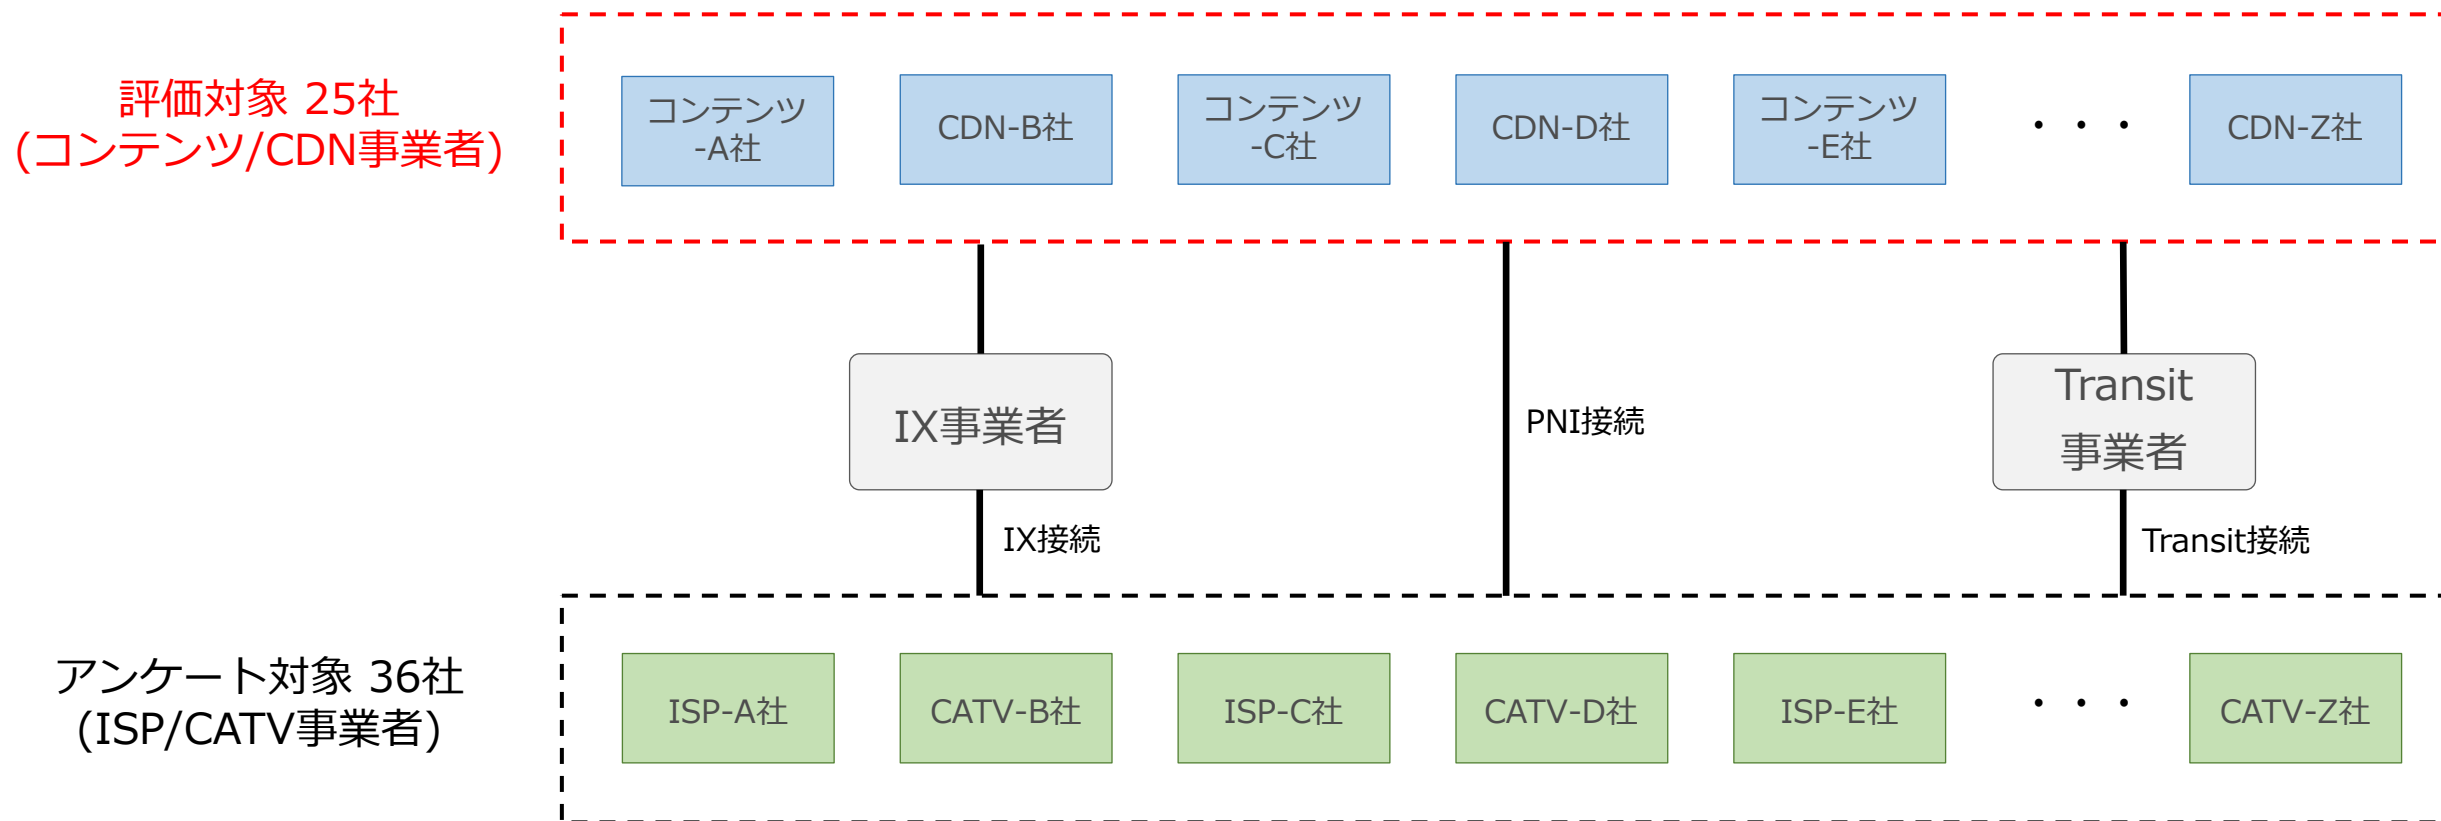 評価対象 25社
(コンテンツ/CDN事業者)
コンテンツ
-A社
CDN-B社
コンテンツ
-C社
CDN-D社
コンテンツ
-E社
・・・
CDN-Z社
IX事業者
PNI接続
Transit
事業者
IX接続
Transit接続
アンケート対象 36社
(ISP/CATV事業者)
ISP-A社
CATV-B社
ISP-C社
CATV-D社
ISP-E社
・・・
CATV-Z社